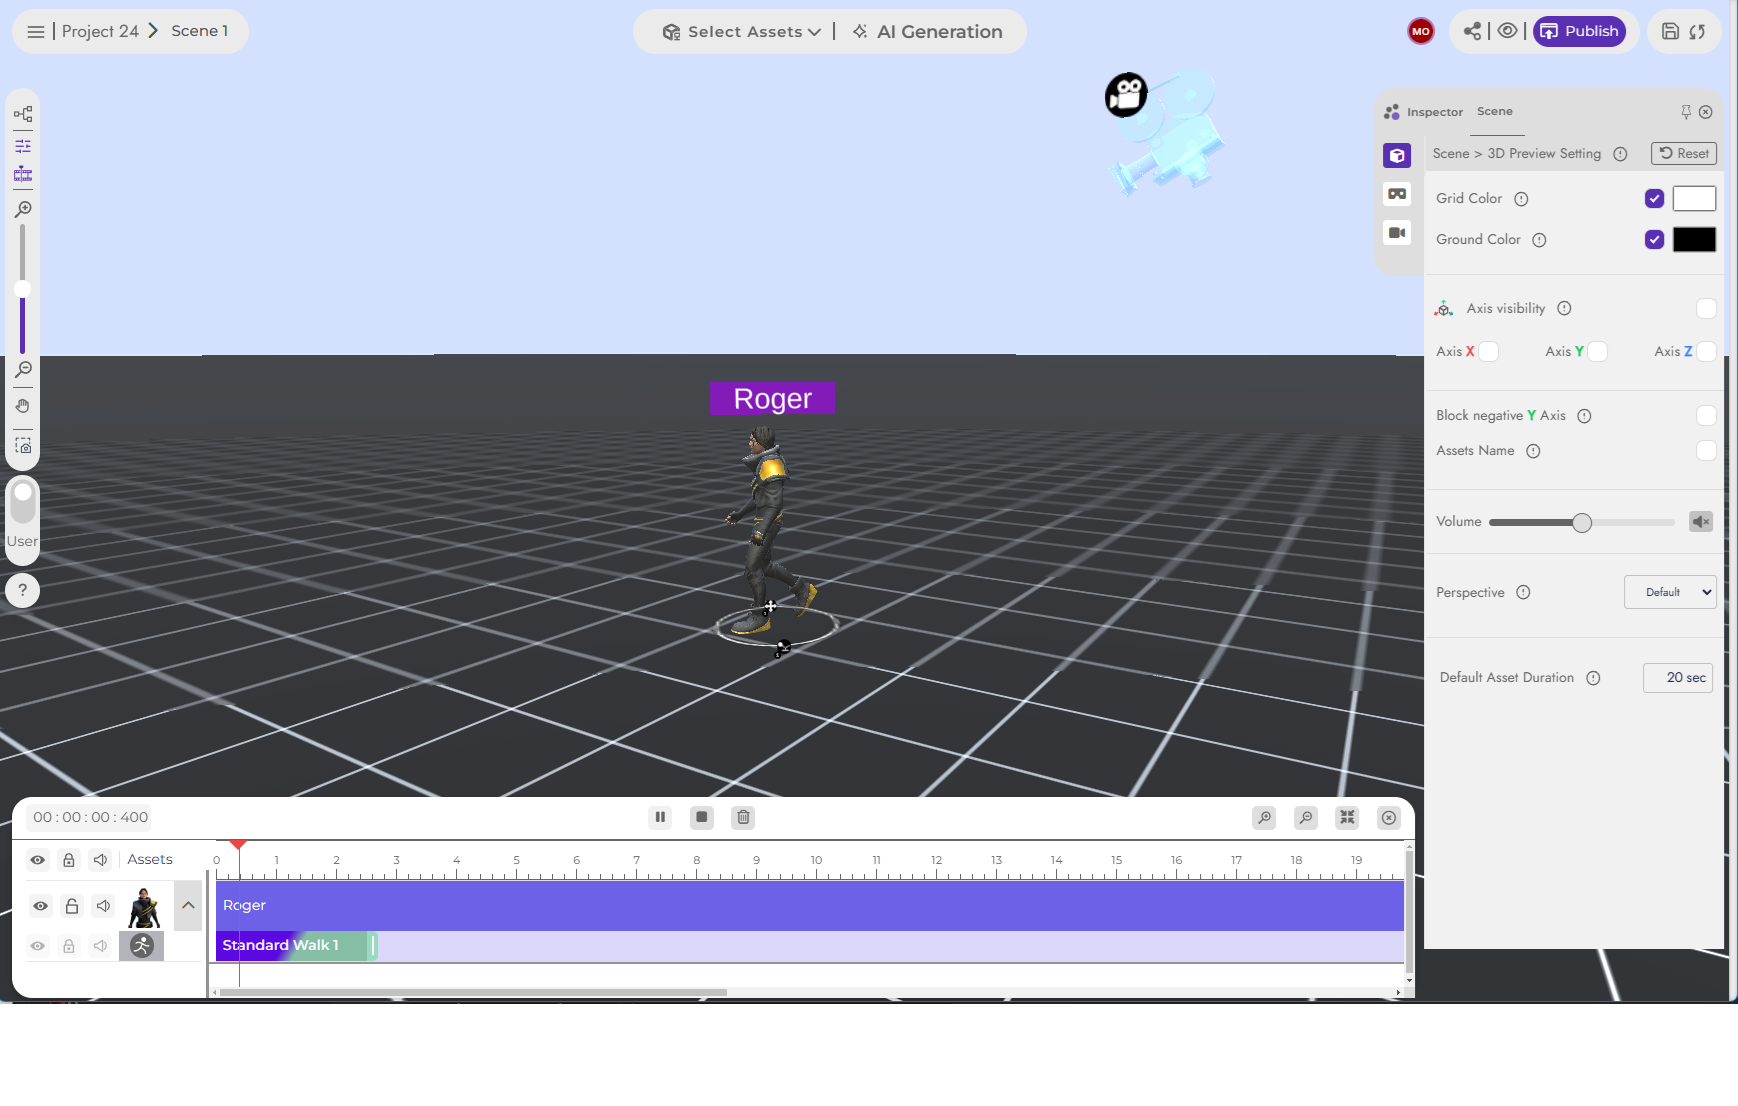 Project 24
Scene 1
Select Assets
AI Generation
MO
Publish
Inspector
Scene
Scene > 3D Preview Setting
Reset
Grid Color
Ground Color
Axis visibility
Axis X
Axis Y
Axis Z
Block negative Y Axis
Assets Name
Volume
Perspective
Default
Default Asset Duration
20 sec
User
?
Roger
00 : 00 : 00 : 400
Assets
0 1 2 3 4 5 6 7 8 9 10 11 12 13 14 15 16 17 18 19
Roger
Standard Walk 1